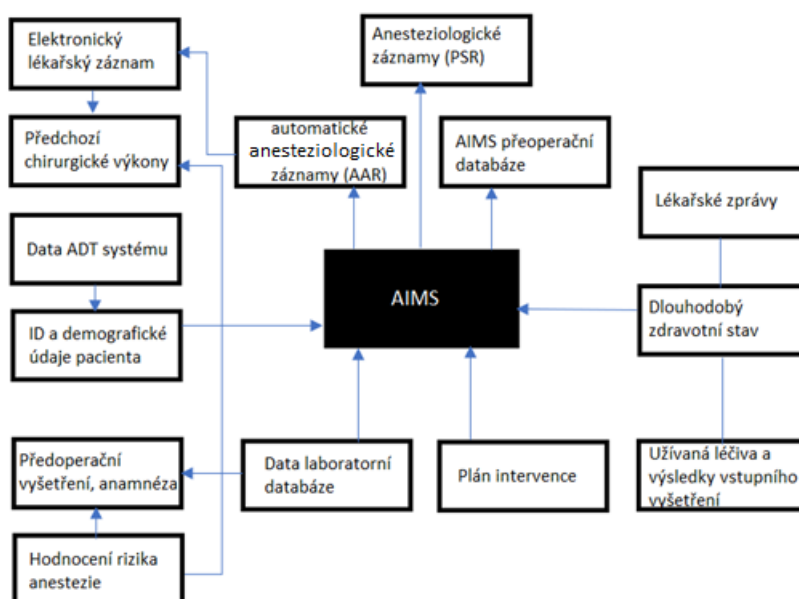 Elektronický
lékařský záznam
Anesteziologické
záznamy (PSR)
Předchozí
chirurgické výkony
automatické
anesteziologické
záznamy (AAR)
AIMS přeoperační
databáze
Lékařské zprávy
Data ADT systému
AIMS
Dlouhodobý
zdravotní stav
ID a demografické
údaje pacienta
Předoperační
vyšetření, anamnéza
Data laboratorní
databáze
Plán intervence
Užívaná léčiva a
výsledky vstupního
vyšetření
Hodnocení rizika
anestezie